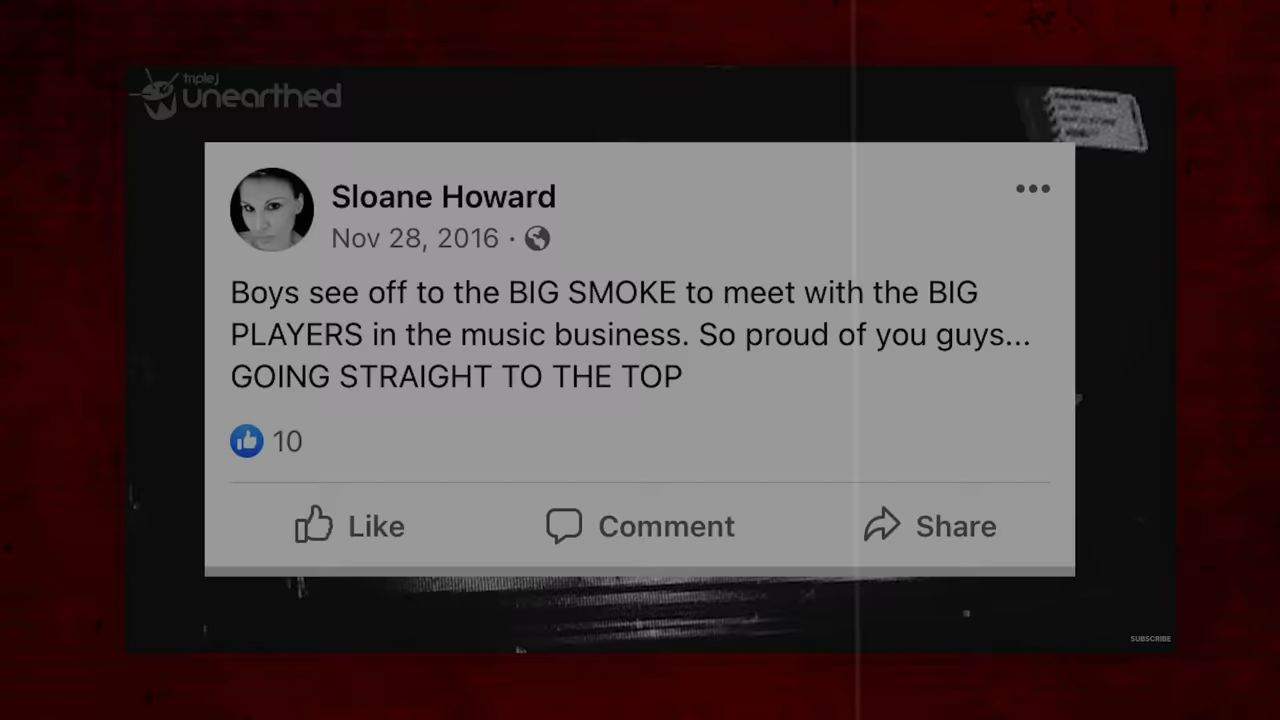 triple j
unearthed
Sloane Howard
Nov 28, 2016 ·
Boys see off to the BIG SMOKE to meet with the BIG
PLAYERS in the music business. So proud of you guys...
GOING STRAIGHT TO THE TOP
10
Like
Comment
Share
SUBSCRIBE